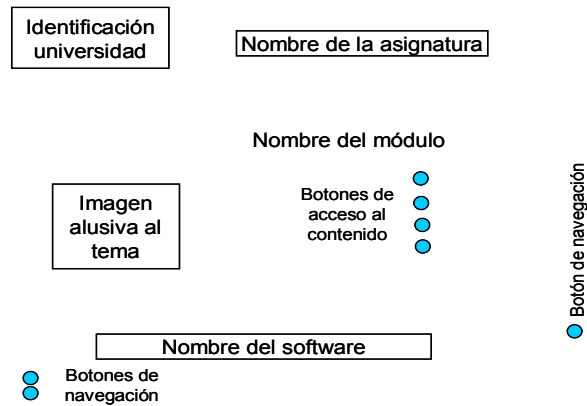 Identificación
universidad
Nombre de la asignatura
Nombre del módulo
Imagen
alusiva al
tema
Botones de
acceso al
contenido
Botón de navegación
Nombre del software
Botones de
navegación